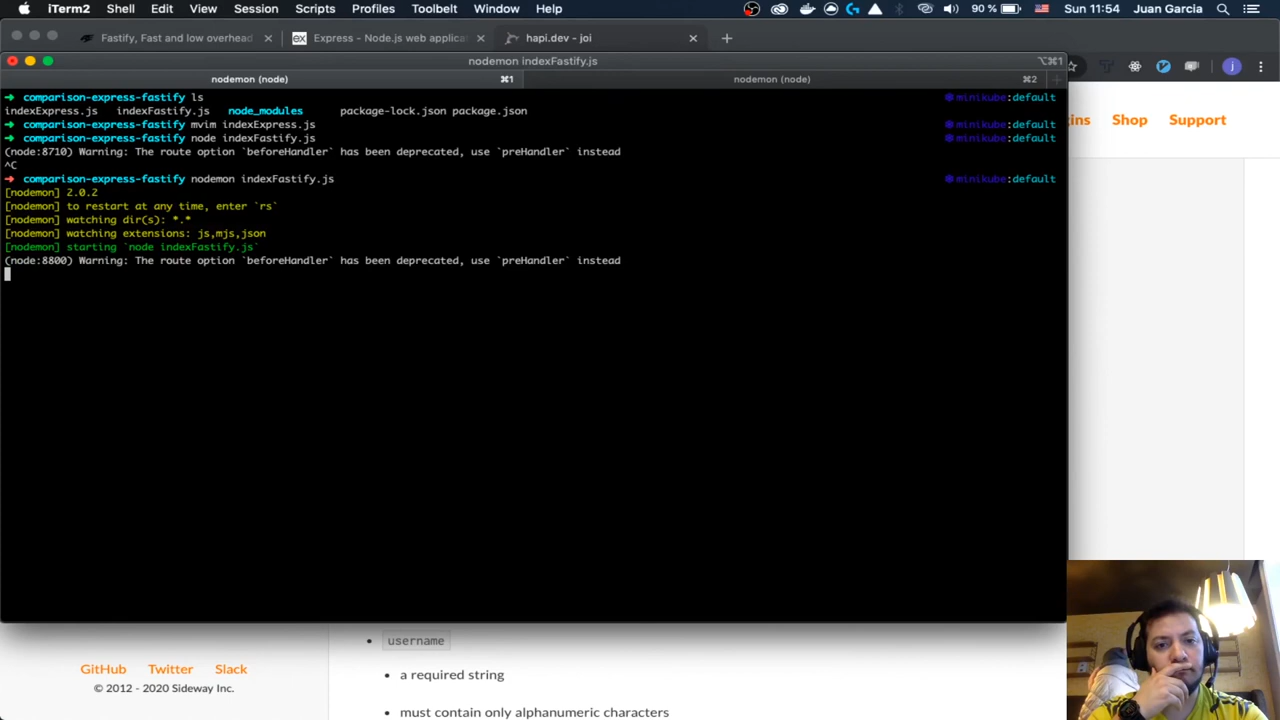 iTerm2 Shell Edit View Session Scripts Profiles Toolbelt Window Help 90 % Sun 11:54 Juan Garcia
Fastify, Fast and low overhead
ex Express - Node.js web applica
hapi.dev - joi
nodemon indexFastify.js ⌥⌘1
nodemon (node) ⌘1 nodemon (node) ⌘2
➜ comparison-express-fastify ls ⎈minikube:default
indexExpress.js indexFastify.js node_modules package-lock.json package.json
➜ comparison-express-fastify mvim indexExpress.js ⎈minikube:default
➜ comparison-express-fastify node indexFastify.js ⎈minikube:default
(node:8710) Warning: The route option `beforeHandler` has been deprecated, use `preHandler` instead
^C
➜ comparison-express-fastify nodemon indexFastify.js ⎈minikube:default
[nodemon] 2.0.2
[nodemon] to restart at any time, enter `rs`
[nodemon] watching dir(s): *.*
[nodemon] watching extensions: js,mjs,json
[nodemon] starting `node indexFastify.js`
(node:8800) Warning: The route option `beforeHandler` has been deprecated, use `preHandler` instead
j
ins Shop Support
username
a required string
must contain only alphanumeric characters
GitHub Twitter Slack
© 2012 - 2020 Sideway Inc.